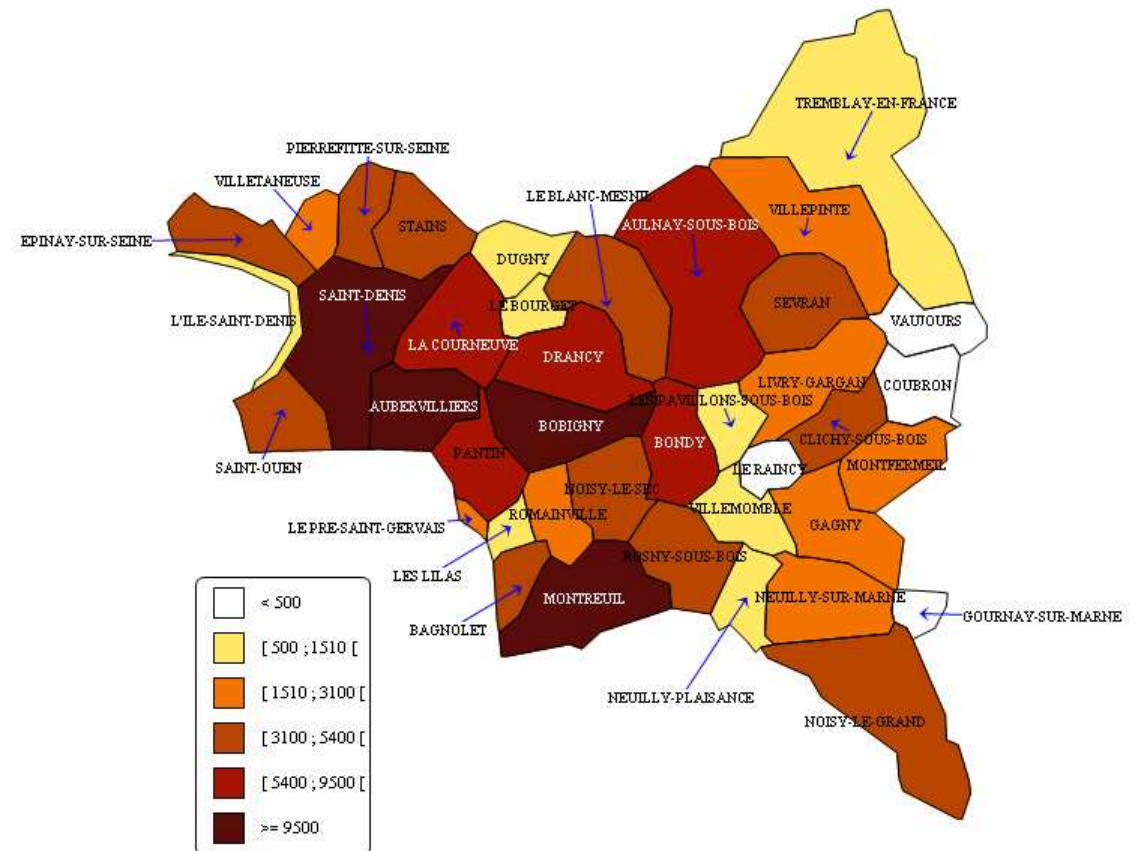 TREMBLAY-EN-FRANCE
PIERREFITTE-SUR-SEINE
VILLETANEUSE
LE BLANC-MESNIL
VILLEPINTE
STAINS
AULNAY-SOUS-BOIS
EPINAY-SUR-SEINE
DUGNY
SAINT-DENIS
SEVRAN
LE BOURGET
L'ILE-SAINT-DENIS
VAUJOURS
LA COURNEUVE
DRANCY
LIVRY-GARGAN
COUBRON
LES PAVILLONS-SOUS-BOIS
AUBERVILLIERS
BOBIGNY
BONDY
CLICHY-SOUS-BOIS
PANTIN
SAINT-OUEN
LE RAINCY
MONTFERMEIL
NOISY-LE-SEC
VILLEMOMBLE
ROMAINVILLE
LE PRE-SAINT-GERVAIS
GAGNY
ROSNY-SOUS-BOIS
LES LILAS
MONTREUIL
NEUILLY-SUR-MARNE
GOURNAY-SUR-MARNE
BAGNOLET
NEUILLY-PLAISANCE
NOISY-LE-GRAND
< 500
[ 500 ; 1510 [
[ 1510 ; 3100 [
[ 3100 ; 5400 [
[ 5400 ; 9500 [
>= 9500